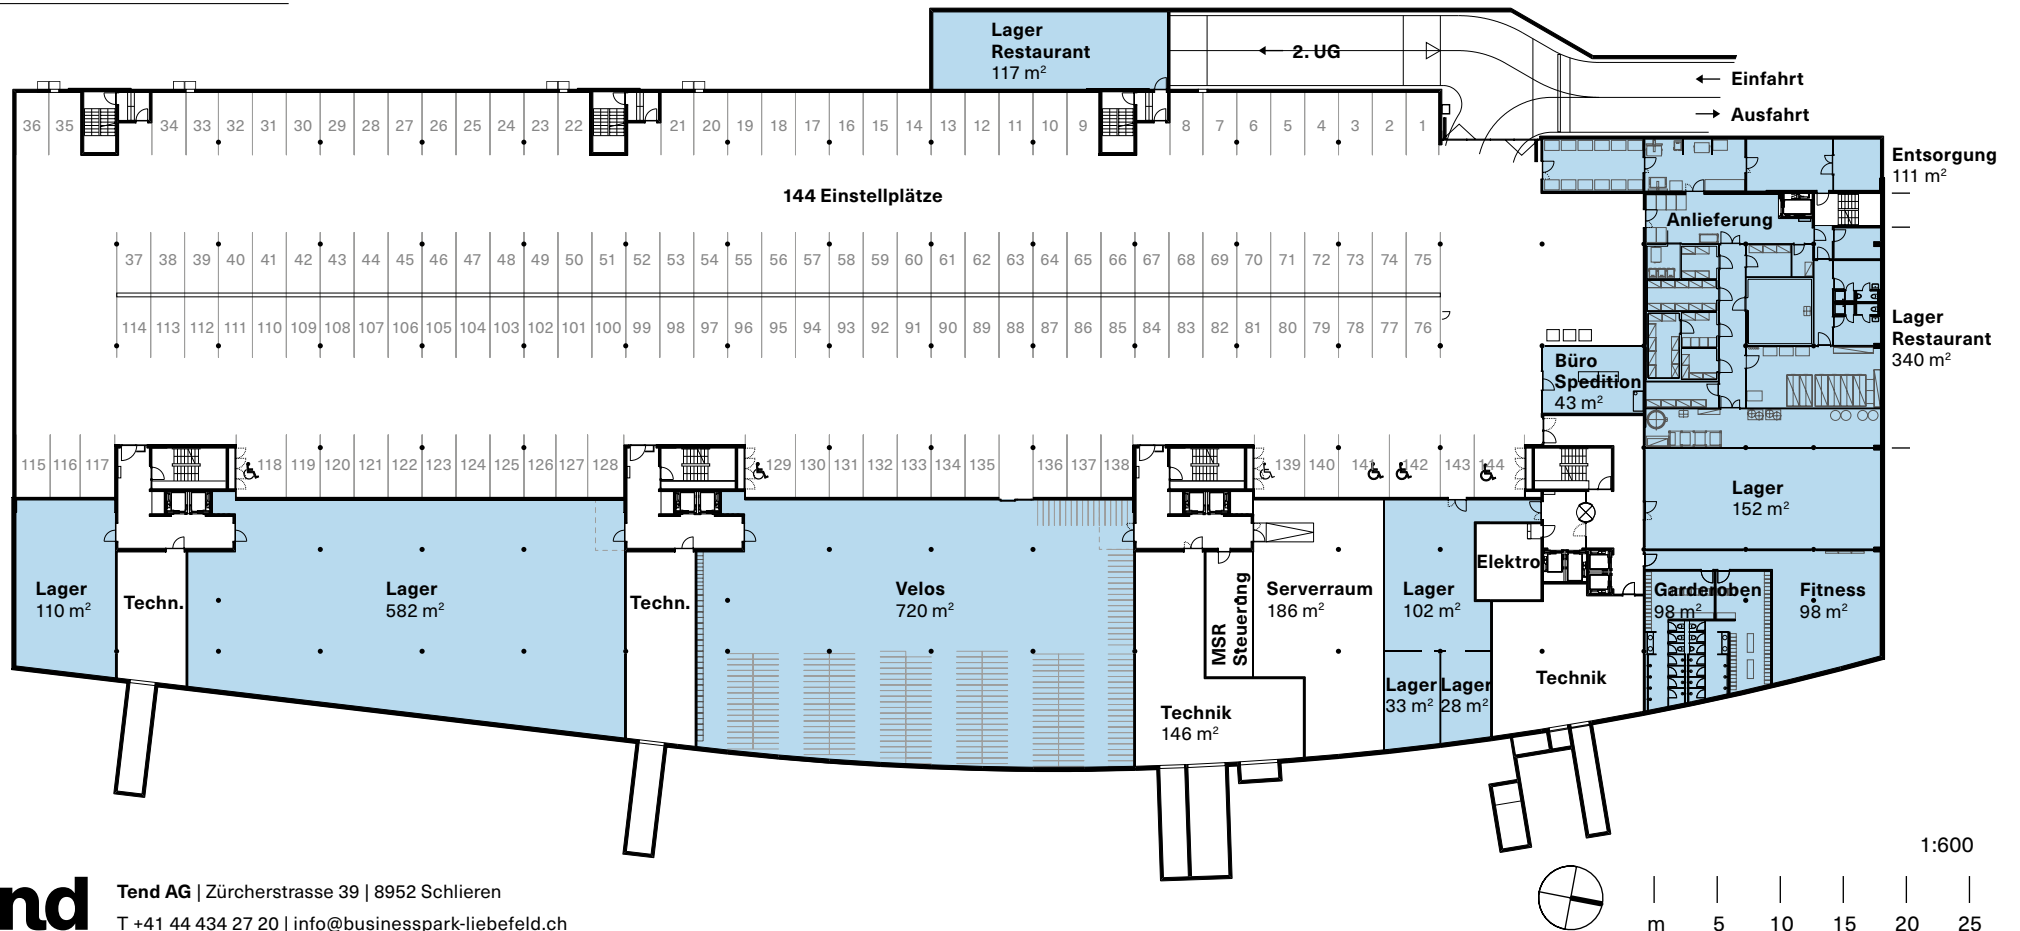 Lager
Restaurant
117 m²
2. UG
Einfahrt
Ausfahrt
36 35 34 33 32 31 30 29 28 27 26 25 24 23 22 21 20 19 18 17 16 15 14 13 12 11 10 9 8 7 6 5 4 3 2 1
Entsorgung
111 m²
144 Einstellplätze
Anlieferung
37 38 39 40 41 42 43 44 45 46 47 48 49 50 51 52 53 54 55 56 57 58 59 60 61 62 63 64 65 66 67 68 69 70 71 72 73 74 75
114 113 112 111 110 109 108 107 106 105 104 103 102 101 100 99 98 97 96 95 94 93 92 91 90 89 88 87 86 85 84 83 82 81 80 79 78 77 76
Lager
Restaurant
340 m²
Büro
Spedition
43 m²
115 116 117 118 119 120 121 122 123 124 125 126 127 128 129 130 131 132 133 134 135 136 137 138 139 140 141 142 143 144
Lager
152 m²
Lager
110 m²
Techn.
Lager
582 m²
Techn.
Velos
720 m²
MSR
Steuerung
Serverraum
186 m²
Lager
102 m²
Elektro
Garderoben
98 m²
Fitness
98 m²
Technik
146 m²
Lager
33 m²
Lager
28 m²
Technik
1:600
m 5 10 15 20 25
nd
Tend AG | Zürcherstrasse 39 | 8952 Schlieren
T +41 44 434 27 20 | info@businesspark-liebefeld.ch